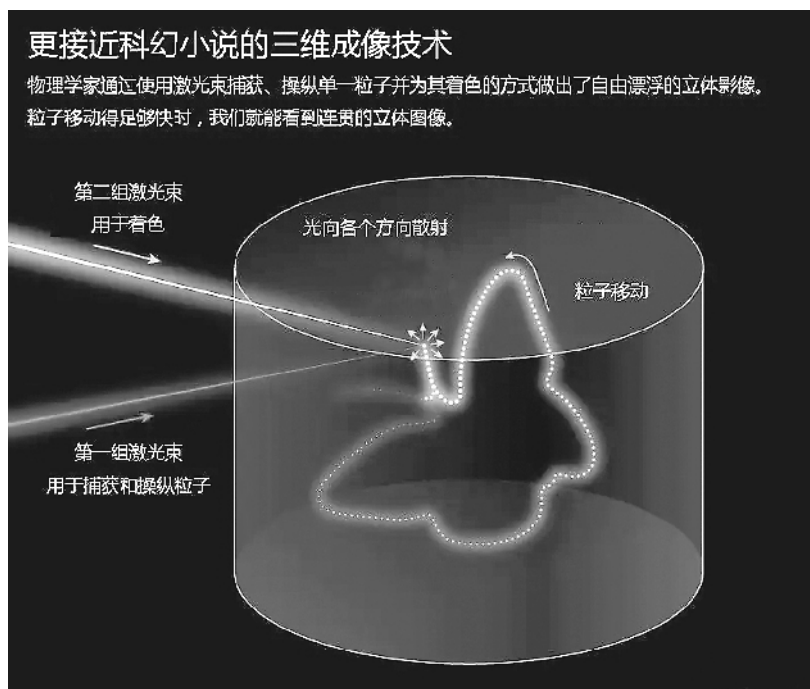 更接近科幻小说的三维成像技术
物理学家通过使用激光束捕获、操纵单一粒子并为其着色的方式做出了自由漂浮的立体影像。
粒子移动得足够快时，我们就能看到连贯的立体图像。
第二组激光束
用于着色
光向各个方向散射
粒子移动
第一组激光束
用于捕获和操纵粒子